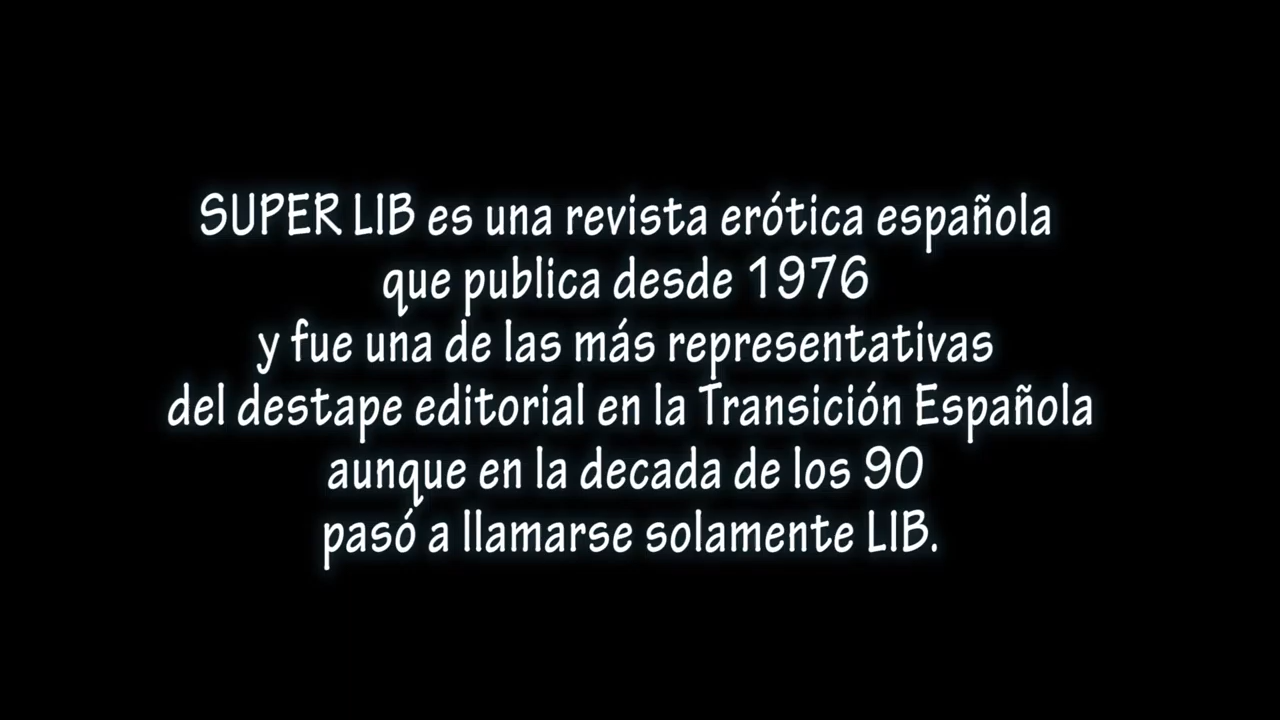 SUPER LIB es una revista erótica española
que publica desde 1976
y fue una de las más representativas
del destape editorial en la Transición Española
aunque en la decada de los 90
pasó a llamarse solamente LIB.